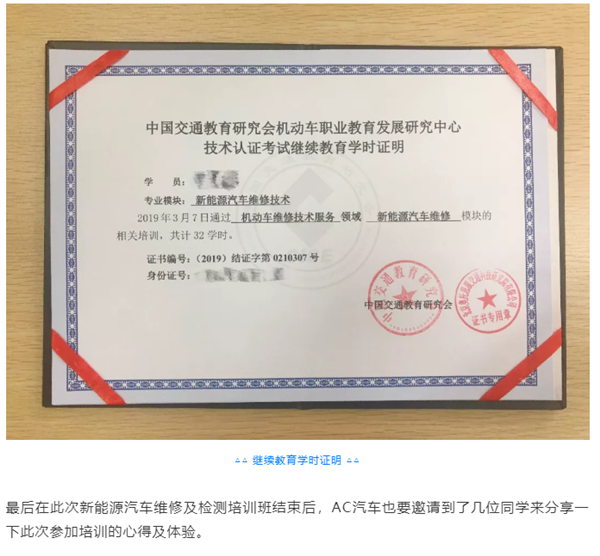 中国交通教育研究会机动车职业教育发展研究中心
技术认证考试继续教育学时证明
学 员：
专业模块： 新能源汽车维修技术
2019年3月7日通过 机动车维修技术服务 领域 新能源汽车维修 模块的
相关培训，共计32学时。
证书编号：（2019）结证字第0210307号
身份证号：
中国交通教育研究会
中国交通教育研究会
证书专用章
继续教育学时证明
最后在此次新能源汽车维修及检测培训班结束后，AC汽车也要邀请到了几位同学来分享一
下此次参加培训的心得及体验。